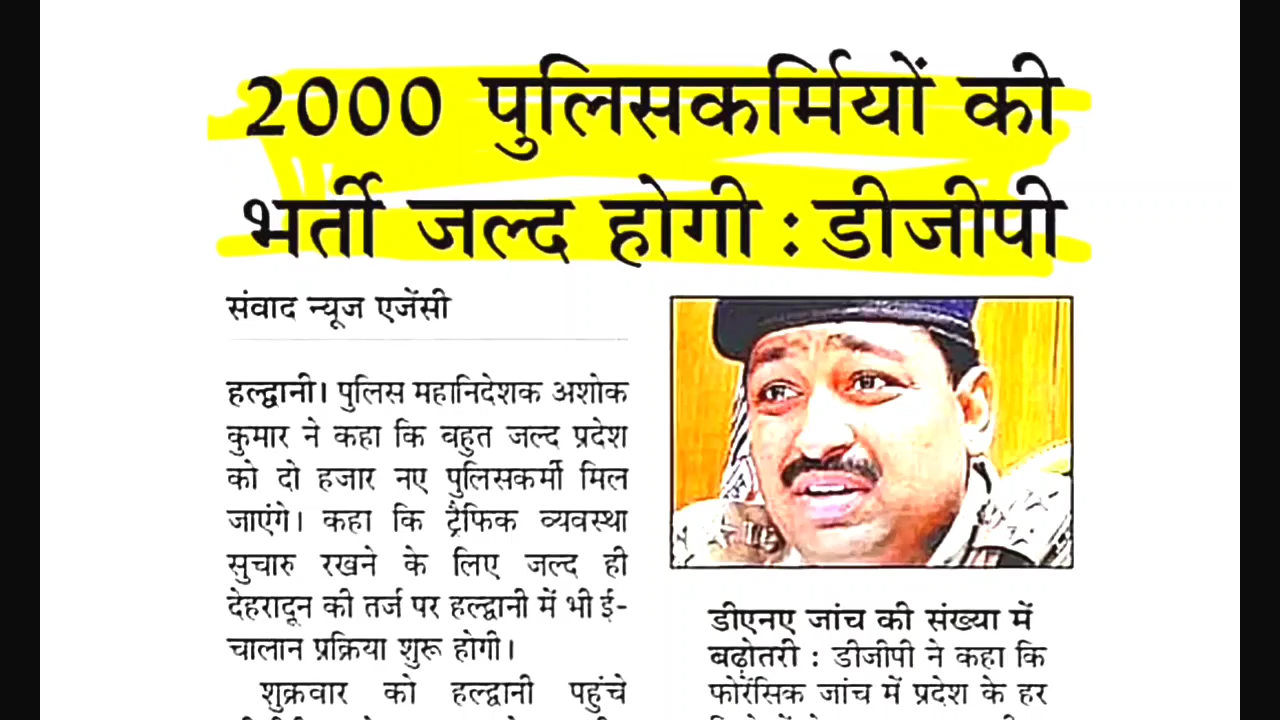 2000 पुलिसकर्मियों की
भर्ती जल्द होगी : डीजीपी
संवाद न्यूज एजेंसी
हल्द्वानी। पुलिस महानिदेशक अशोक
कुमार ने कहा कि बहुत जल्द प्रदेश
को दो हजार नए पुलिसकर्मी मिल
जाएंगे। कहा कि ट्रैफिक व्यवस्था
सुचारु रखने के लिए जल्द ही
देहरादून की तर्ज पर हल्द्वानी में भी ई-
चालान प्रक्रिया शुरू होगी।
शुक्रवार को हल्द्वानी पहुंचे
डीएनए जांच की संख्या में
बढ़ोतरी : डीजीपी ने कहा कि
फोरेंसिक जांच में प्रदेश के हर